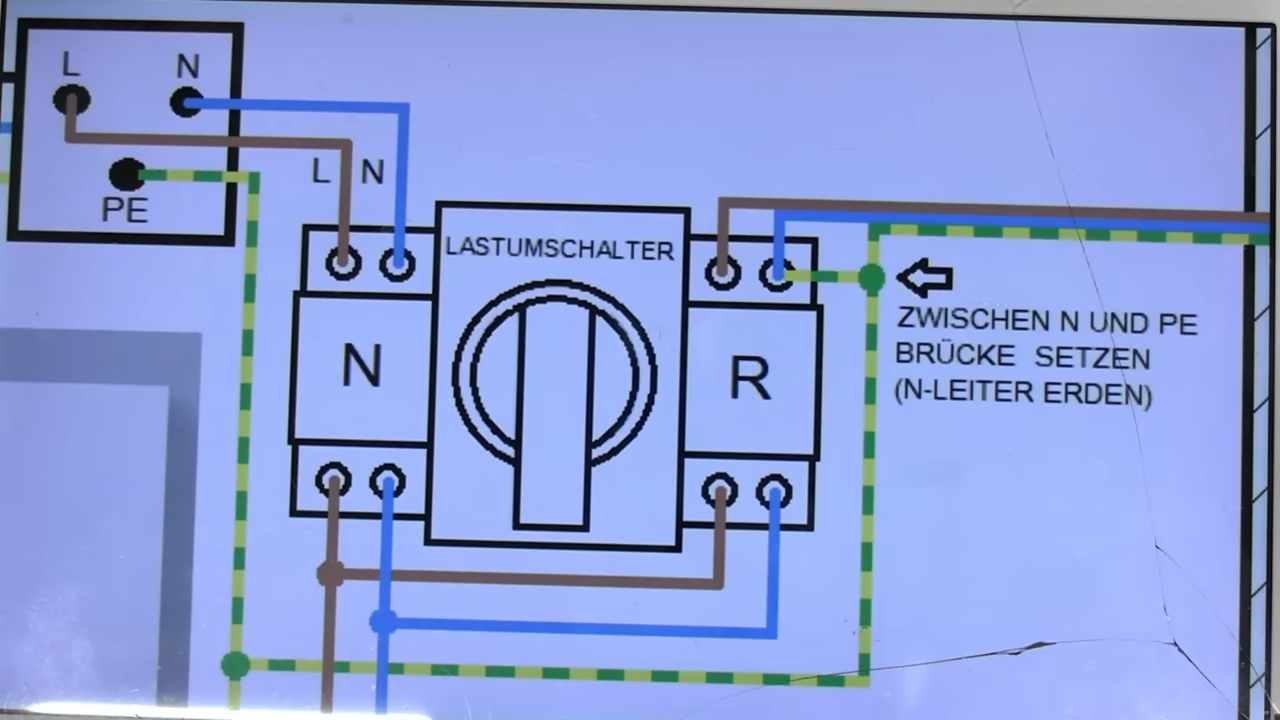 L N
PE
L N
LASTUMSCHALTER
N
R
ZWISCHEN N UND PE
BRÜCKE SETZEN
(N-LEITER ERDEN)